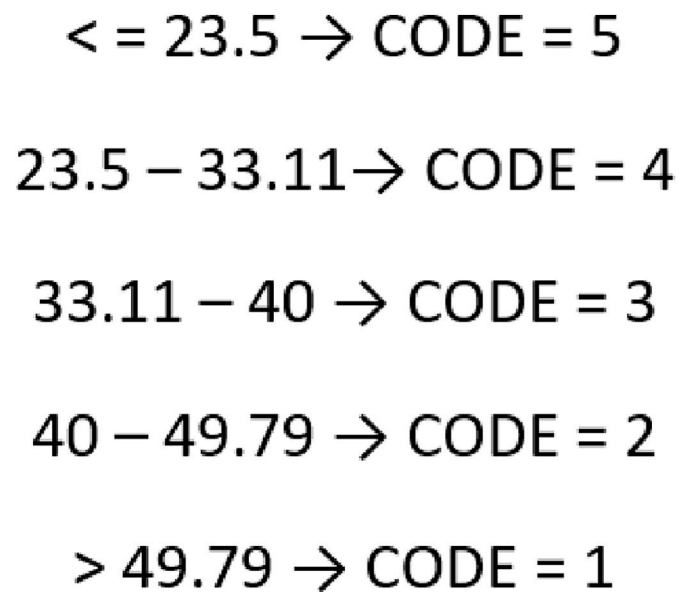 < = 23.5 → CODE = 5
23.5 – 33.11→ CODE = 4
33.11 – 40 → CODE = 3
40 – 49.79 → CODE = 2
> 49.79 → CODE = 1